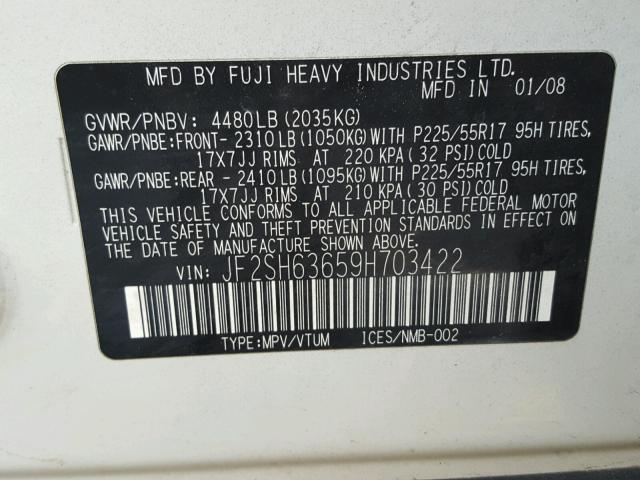 MFD BY FUJI HEAVY INDUSTRIES LTD.
MFD IN 01/08
GVWR/PNBV: 4480LB (2035KG)
GAWR/PNBE:FRONT- 2310LB (1050KG) WITH P225/55R17 95H TIRES,
17X7JJ RIMS AT 220 KPA (32 PSI) COLD
GAWR/PNBE:REAR - 2410LB (1095KG) WITH P225/55R17 95H TIRES,
17X7JJ RIMS AT 210 KPA (30 PSI) COLD
THIS VEHICLE CONFORMS TO ALL APPLICABLE FEDERAL MOTOR
VEHICLE SAFETY AND THEFT PREVENTION STANDARDS IN EFFECT ON
THE DATE OF MANUFACTURE SHOWN ABOVE.
VIN: JF2SH63659H703422
TYPE:MPV/VTUM ICES/NMB-002